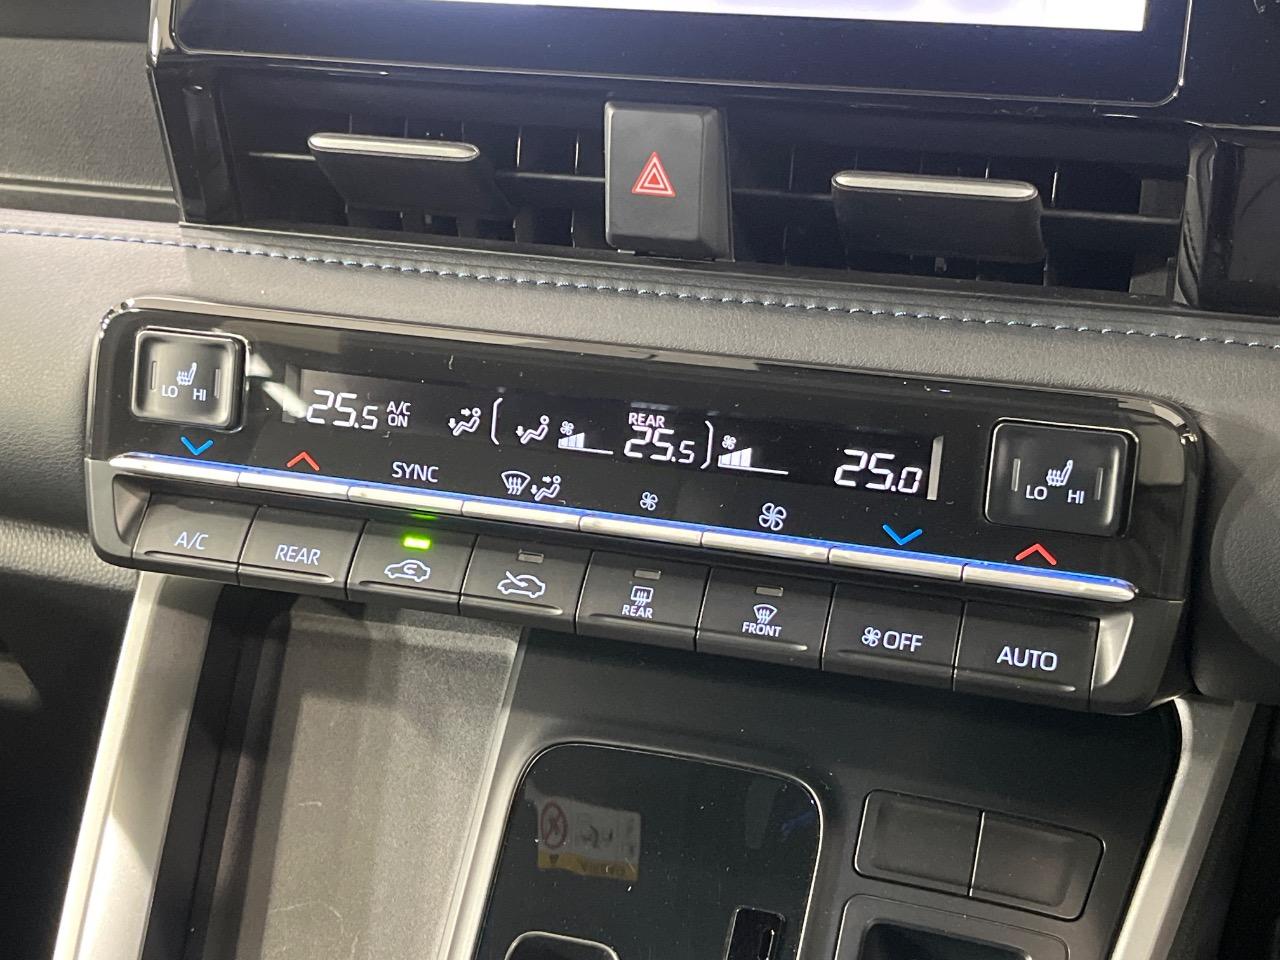 LO HI
25.5 A/C ON
REAR
25.5
25.0
LO HI
SYNC
A/C
REAR
REAR
FRONT
OFF
AUTO